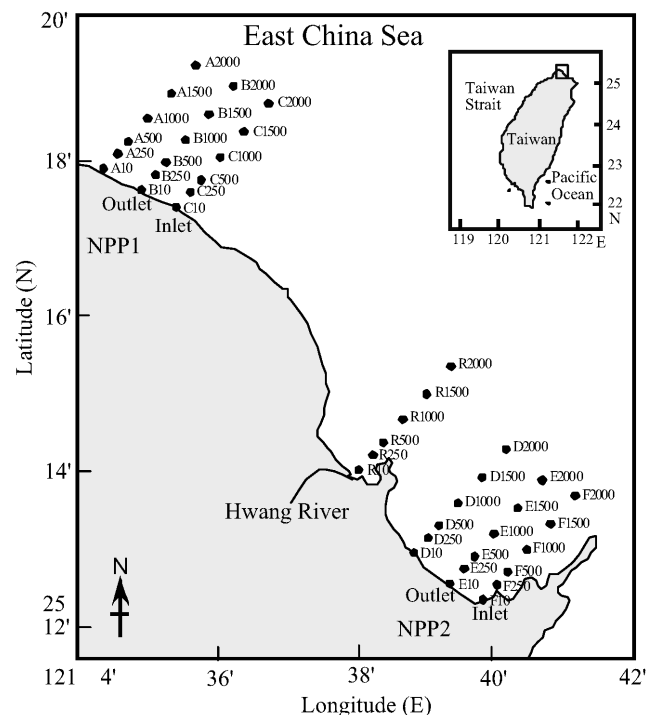 20'
East China Sea
A2000
A1500
B2000
C2000
A1000
B1500
C1500
A500
B1000
A250
B500
C1000
18'
A10
B250
C500
B10
C250
Outlet
C10
Inlet
NPP1
Taiwan
Strait
25
24
Taiwan
23
Pacific
Ocean
22
N
119
120
121
122
E
16'
Latitude (N)
R2000
R1500
R1000
R500
R250
R10
14'
Hwang River
D2000
D1500
E2000
F2000
D1000
E1500
D500
F1500
E1000
D250
F1000
D10
E500
E250
F500
Outlet
E10
F250
F10
Inlet
NPP2
N
25
12'
121
4'
36'
38'
40'
42'
Longitude (E)